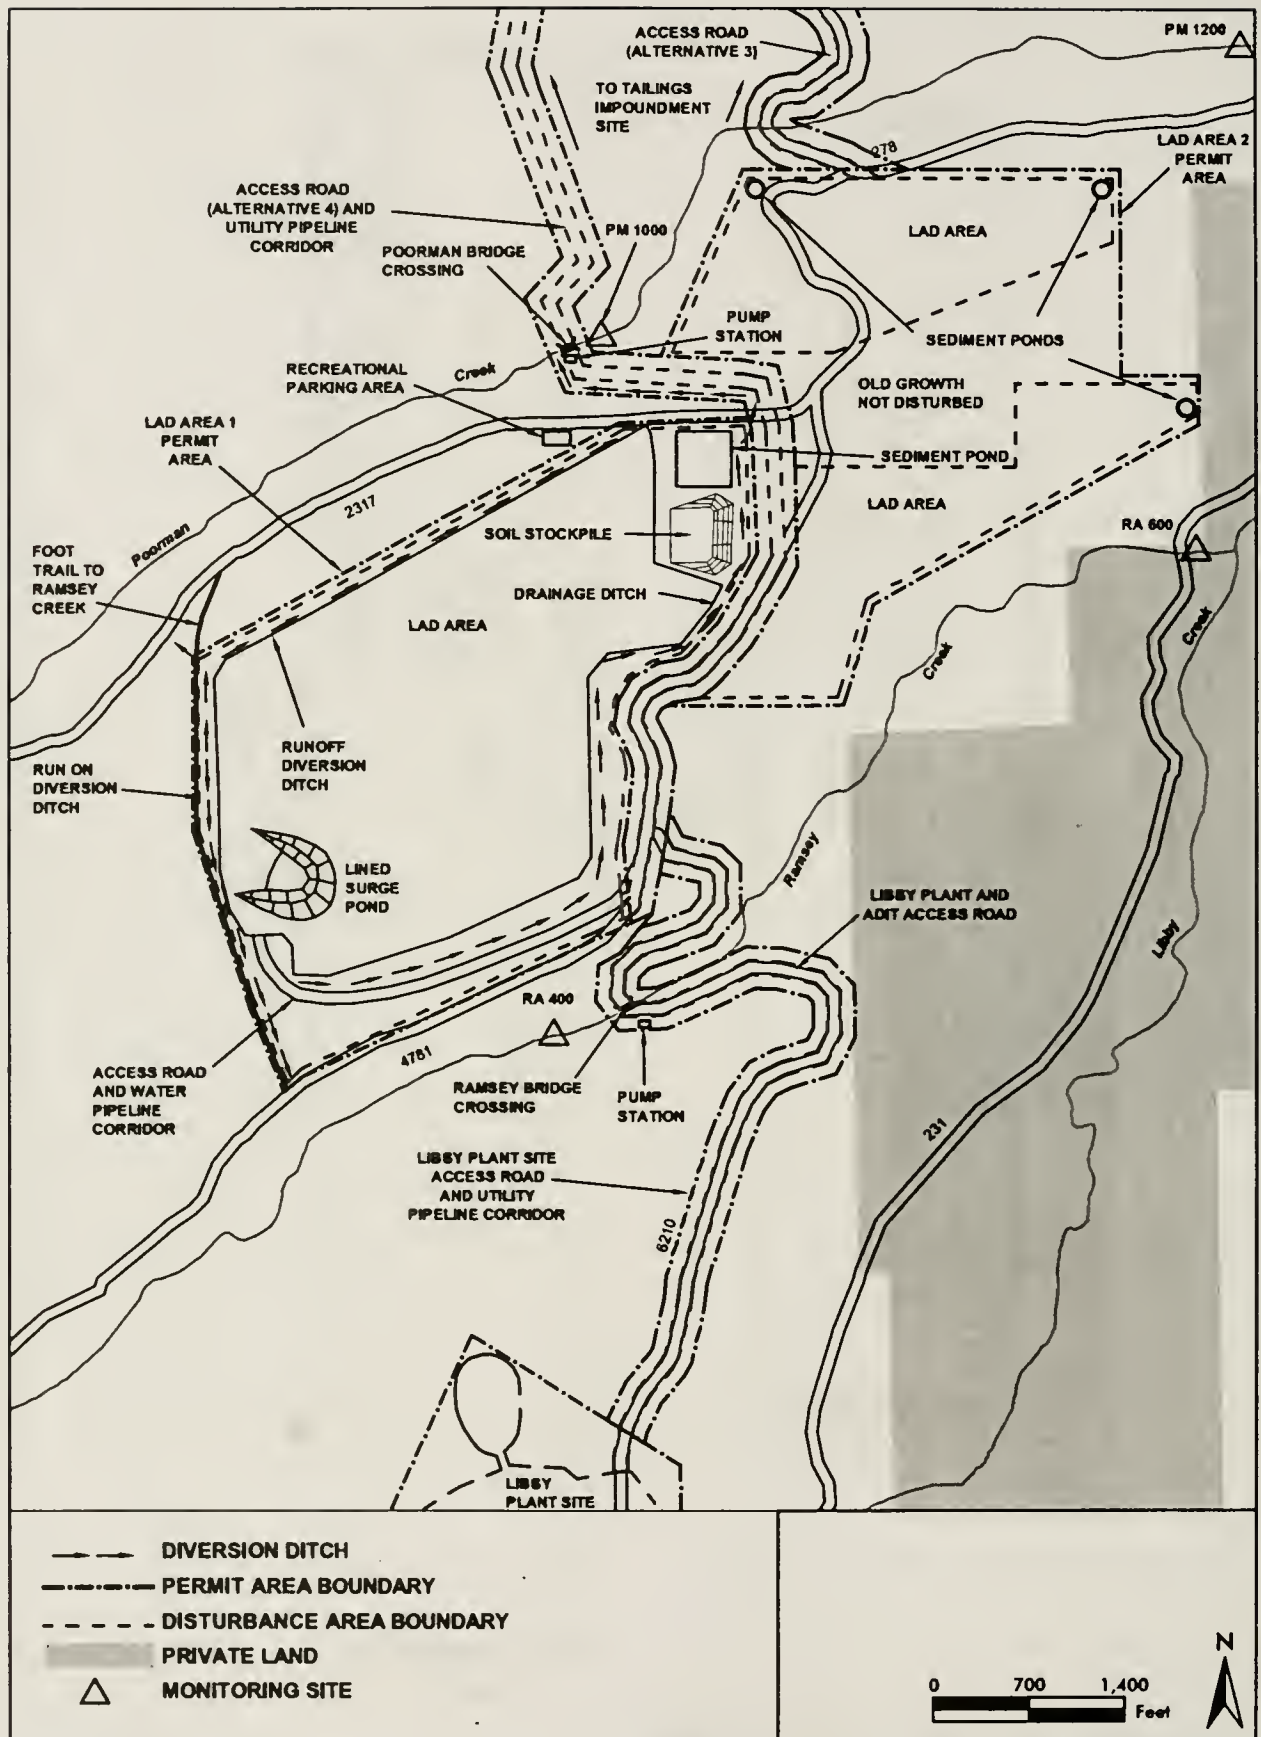 ACCESS ROAD
(ALTERNATIVE 3)
PM 1200
TO TAILINGS
IMPOUNDMENT
SITE
278
LAD AREA 2
PERMIT
AREA
ACCESS ROAD
(ALTERNATIVE 4) AND
UTILITY PIPELINE
CORRIDOR
PM 1000
LAD AREA
POORMAN BRIDGE
CROSSING
PUMP
STATION
SEDIMENT PONDS
RECREATIONAL
PARKING AREA
Creek
OLD GROWTH
NOT DISTURBED
LAD AREA 1
PERMIT
AREA
SEDIMENT POND
2317
LAD AREA
Poorman
SOIL STOCKPILE
RA 600
FOOT
TRAIL TO
RAMSEY
CREEK
DRAINAGE DITCH
LAD AREA
Creek
Creek
RUNOFF
DIVERSION
DITCH
RUN ON
DIVERSION
DITCH
LINED
SURGE
POND
Ramsey
LIBBY PLANT AND
ADIT ACCESS ROAD
Libby
RA 400
4781
ACCESS ROAD
AND WATER
PIPELINE
CORRIDOR
RAMSEY BRIDGE
CROSSING
PUMP
STATION
231
LIBBY PLANT SITE
ACCESS ROAD
AND UTILITY
PIPELINE CORRIDOR
6210
LIBBY
PLANT SITE
DIVERSION DITCH
PERMIT AREA BOUNDARY
DISTURBANCE AREA BOUNDARY
PRIVATE LAND
MONITORING SITE
N
0 700 1,400
Feet